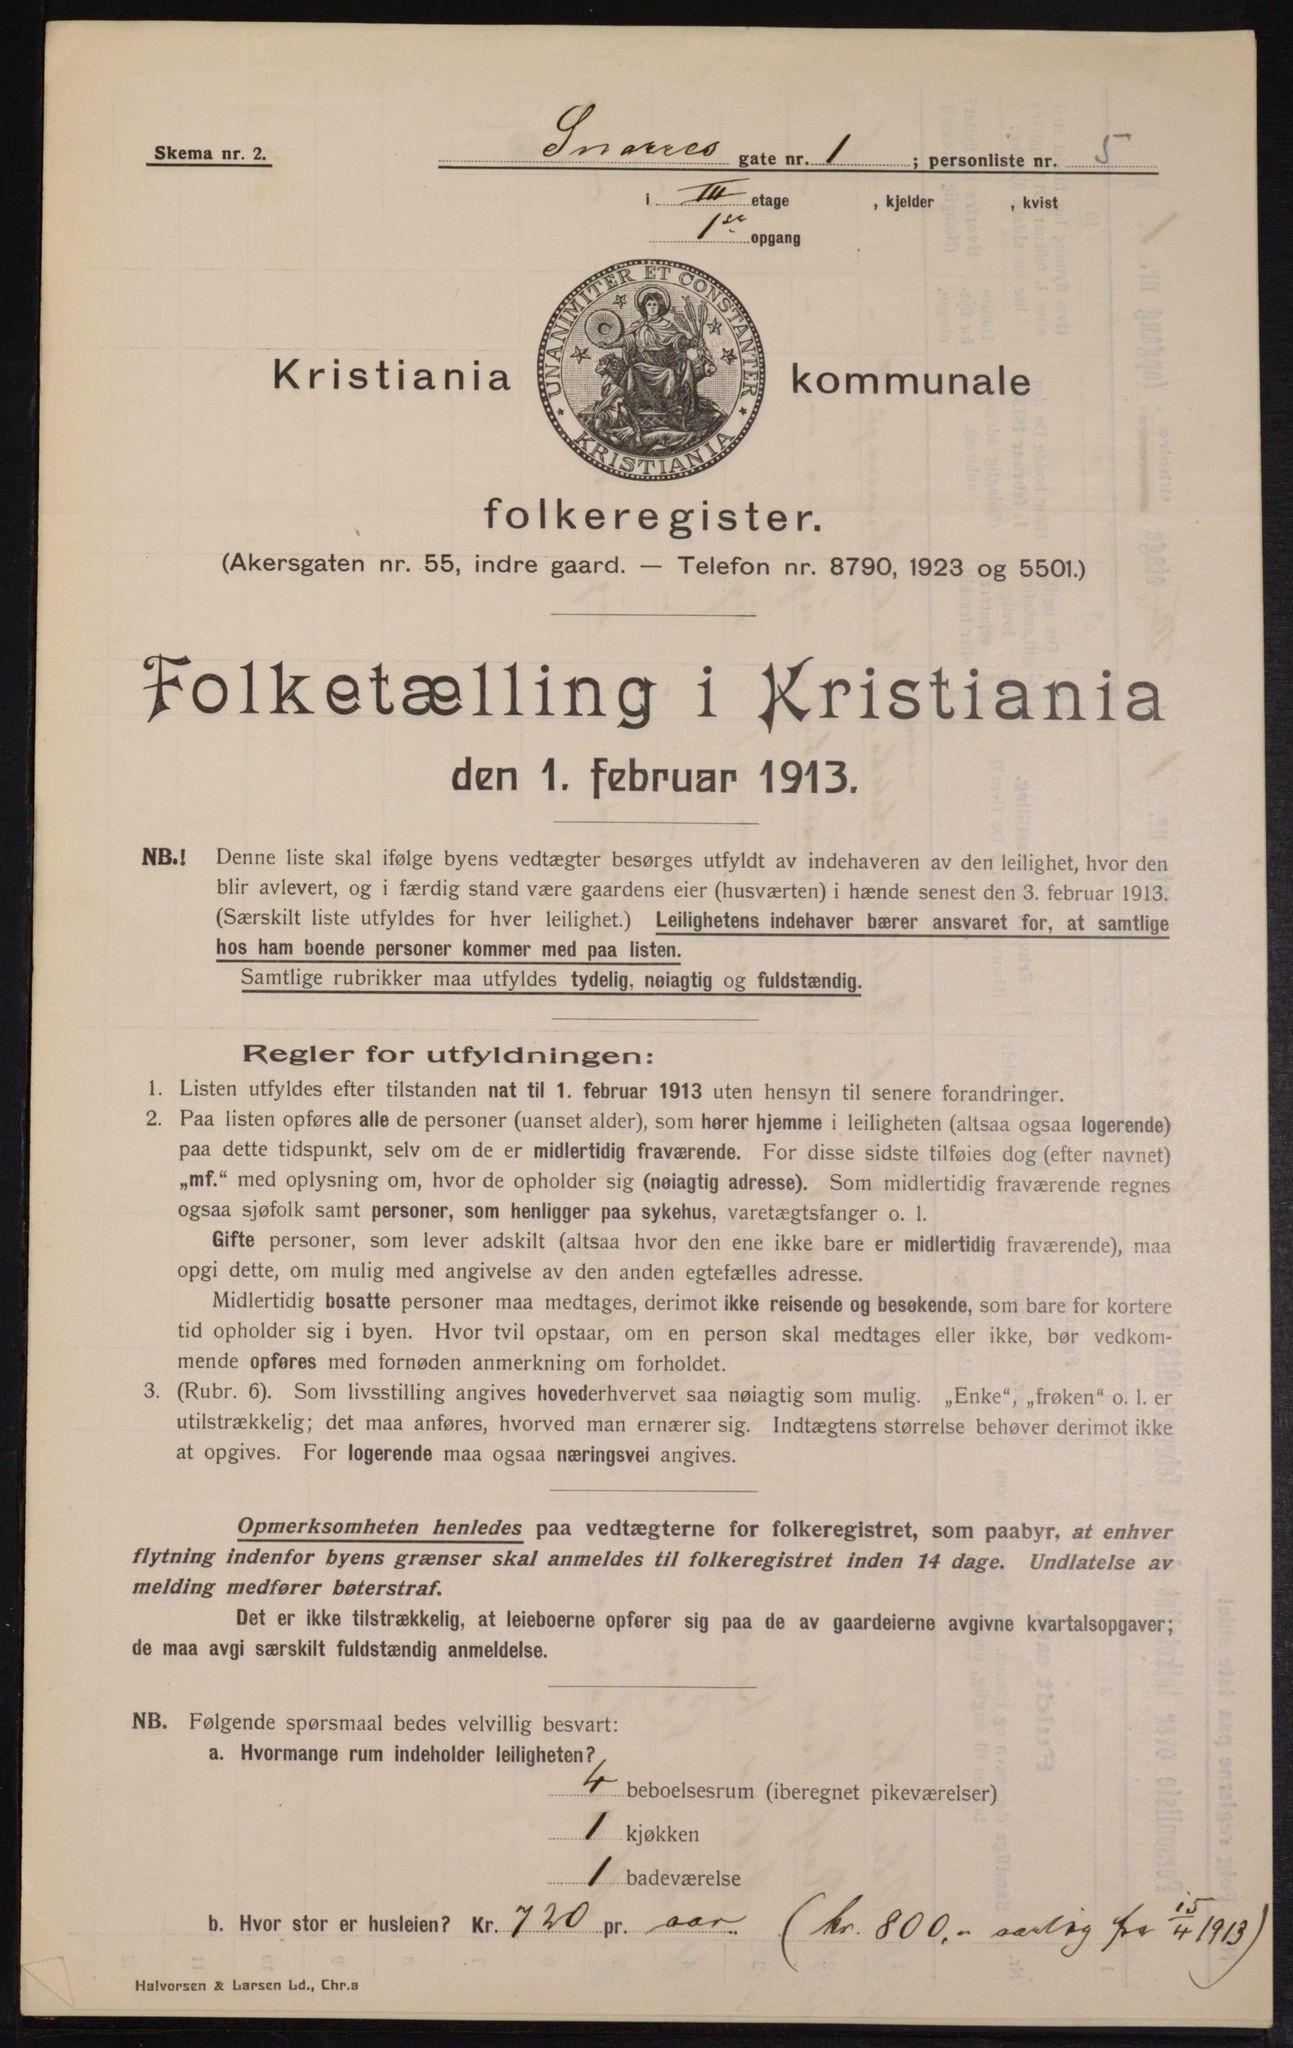 Skema nr. 2.
Snorres gate nr. 1 ; personliste nr. 5
i III etage , kjelder , kvist
1ste opgang
UNANIMITER ET CONSTANTER
KRISTIANIA
Kristiania kommunale
folkeregister.
(Akersgaten nr. 55, indre gaard. — Telefon nr. 8790, 1923 og 5501.)
Folketælling i Kristiania
den 1. februar 1913.
NB.! Denne liste skal ifølge byens vedtægter besørges utfyldt av indehaveren av den leilighet, hvor den
blir avlevert, og i færdig stand være gaardens eier (husværten) i hænde senest den 3. februar 1913.
(Særskilt liste utfyldes for hver leilighet.) Leilighetens indehaver bærer ansvaret for, at samtlige
hos ham boende personer kommer med paa listen.
Samtlige rubrikker maa utfyldes tydelig, nøiagtig og fuldstændig.
Regler for utfyldningen:
1. Listen utfyldes efter tilstanden nat til 1. februar 1913 uten hensyn til senere forandringer.
2. Paa listen opføres alle de personer (uanset alder), som hører hjemme i leiligheten (altsaa ogsaa logerende)
paa dette tidspunkt, selv om de er midlertidig fraværende. For disse sidste tilføies dog (efter navnet)
„mf.“ med oplysning om, hvor de opholder sig (nøiagtig adresse). Som midlertidig fraværende regnes
ogsaa sjøfolk samt personer, som henligger paa sykehus, varetægtsfanger o. l.
Gifte personer, som lever adskilt (altsaa hvor den ene ikke bare er midlertidig fraværende), maa
opgi dette, om mulig med angivelse av den anden egtefælles adresse.
Midlertidig bosatte personer maa medtages, derimot ikke reisende og besøkende, som bare for kortere
tid opholder sig i byen. Hvor tvil opstaar, om en person skal medtages eller ikke, bør vedkom-
mende opføres med fornøden anmerkning om forholdet.
3. (Rubr. 6). Som livsstilling angives hovederhvervet saa nøiagtig som mulig. „Enke“, „frøken“ o. l. er
utilstrækkelig; det maa anføres, hvorved man ernærer sig. Indtægtens størrelse behøver derimot ikke
at opgives. For logerende maa ogsaa næringsvei angives.
Opmerksomheten henledes paa vedtægterne for folkeregistret, som paabyr, at enhver
flytning indenfor byens grænser skal anmeldes til folkeregistret inden 14 dage. Undlatelse av
melding medfører bøterstraf.
Det er ikke tilstrækkelig, at leieboerne opfører sig paa de av gaardeierne avgivne kvartalsopgaver;
de maa avgi særskilt fuldstændig anmeldelse.
NB. Følgende spørsmaal bedes velvillig besvart:
a. Hvormange rum indeholder leiligheten?
4 beboelsesrum (iberegnet pikeværelser)
1 kjøkken
1 badeværelse
b. Hvor stor er husleien? Kr. 720 pr. aar (kr. 800,- aarlig fra 15/4 1913)
Halvorsen & Larsen Ld., Chr.a